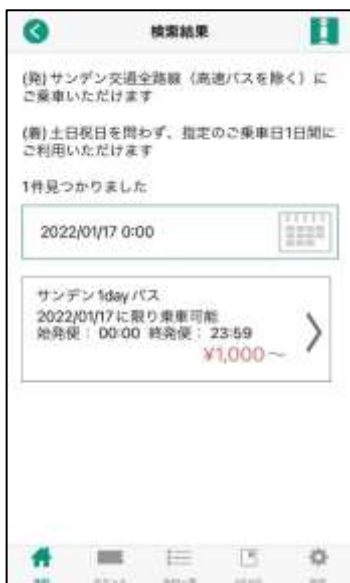 検索結果
(発)サンデン交通全路線（高速バスを除く）に
ご乗車いただけます
(着)土日祝日を問わず、指定のご乗車日1日間に
ご利用いただけます
1件見つかりました
2022/01/17 0:00
サンデン1dayパス
2022/01/17に限り乗車可能
始発便： 00:00 終発便： 23:59
¥1,000～